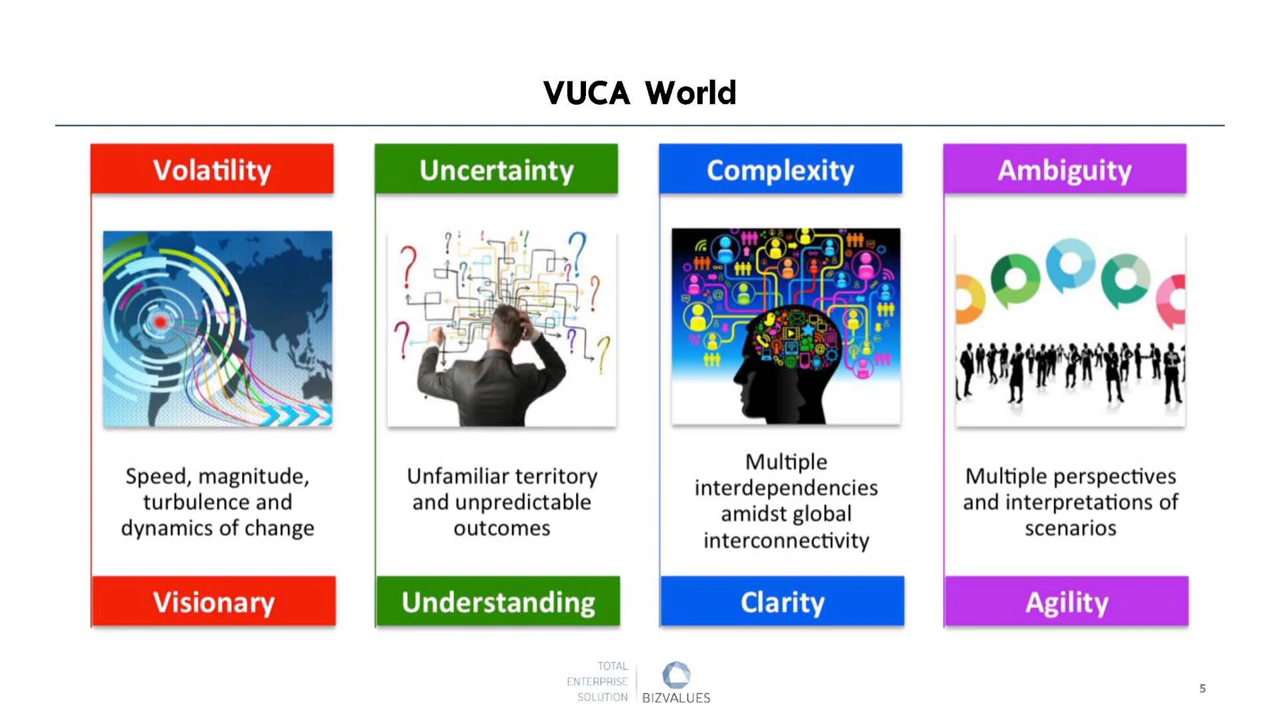 VUCA World
Volatility
Speed, magnitude,
turbulence and
dynamics of change
Visionary
Uncertainty
Unfamiliar territory
and unpredictable
outcomes
Understanding
Complexity
Multiple
interdependencies
amidst global
interconnectivity
Clarity
Ambiguity
Multiple perspectives
and interpretations of
scenarios
Agility
TOTAL
ENTERPRISE
SOLUTION
BIZVALUES
5